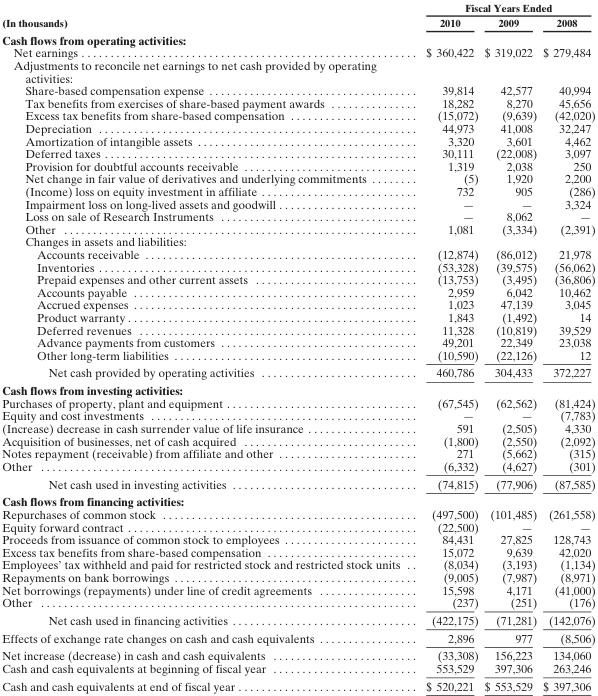 Fiscal Years Ended
(In thousands) 2010 2009 2008
Cash flows from operating activities:
Net earnings $ 360,422 $ 319,022 $ 279,484
Adjustments to reconcile net earnings to net cash provided by operating
activities:
Share-based compensation expense 39,814 42,577 40,994
Tax benefits from exercises of share-based payment awards 18,282 8,270 45,656
Excess tax benefits from share-based compensation (15,072) (9,639) (42,020)
Depreciation 44,973 41,008 32,247
Amortization of intangible assets 3,320 3,601 4,462
Deferred taxes 30,111 (22,008) 3,097
Provision for doubtful accounts receivable 1,319 2,038 250
Net change in fair value of derivatives and underlying commitments (5) 1,920 2,200
(Income) loss on equity investment in affiliate 732 905 (286)
Impairment loss on long-lived assets and goodwill — — 3,324
Loss on sale of Research Instruments — 8,062 —
Other 1,081 (3,334) (2,391)
Changes in assets and liabilities:
Accounts receivable (12,874) (86,012) 21,978
Inventories (53,328) (39,575) (56,062)
Prepaid expenses and other current assets (13,753) (3,495) (36,806)
Accounts payable 2,959 6,042 10,462
Accrued expenses 1,023 47,139 3,045
Product warranty 1,843 (1,492) 14
Deferred revenues 11,328 (10,819) 39,529
Advance payments from customers 49,201 22,349 23,038
Other long-term liabilities (10,590) (22,126) 12
Net cash provided by operating activities 460,786 304,433 372,227
Cash flows from investing activities:
Purchases of property, plant and equipment (67,545) (62,562) (81,424)
Equity and cost investments — — (7,783)
(Increase) decrease in cash surrender value of life insurance 591 (2,505) 4,330
Acquisition of businesses, net of cash acquired (1,800) (2,550) (2,092)
Notes repayment (receivable) from affiliate and other 271 (5,662) (315)
Other (6,332) (4,627) (301)
Net cash used in investing activities (74,815) (77,906) (87,585)
Cash flows from financing activities:
Repurchases of common stock (497,500) (101,485) (261,558)
Equity forward contract (22,500) — —
Proceeds from issuance of common stock to employees 84,431 27,825 128,743
Excess tax benefits from share-based compensation 15,072 9,639 42,020
Employees' tax withheld and paid for restricted stock and restricted stock units (8,034) (3,193) (1,134)
Repayments on bank borrowings (9,005) (7,987) (8,971)
Net borrowings (repayments) under line of credit agreements 15,598 4,171 (41,000)
Other (237) (251) (176)
Net cash used in financing activities (422,175) (71,281) (142,076)
Effects of exchange rate changes on cash and cash equivalents 2,896 977 (8,506)
Net increase (decrease) in cash and cash equivalents (33,308) 156,223 134,060
Cash and cash equivalents at beginning of fiscal year 553,529 397,306 263,246
Cash and cash equivalents at end of fiscal year $ 520,221 $ 553,529 $ 397,306